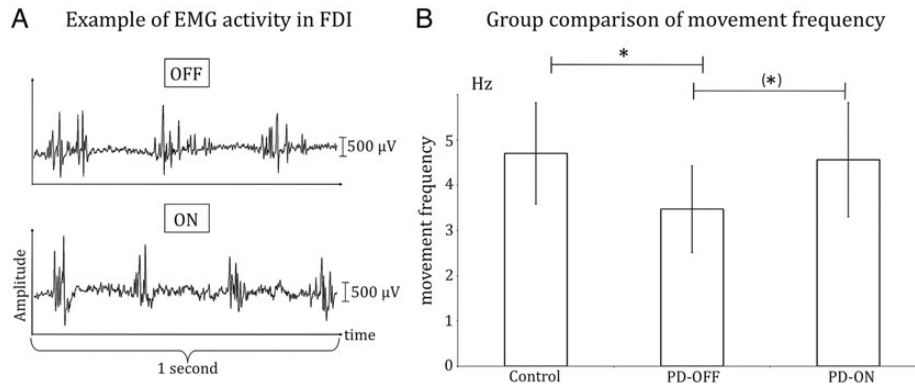 A Example of EMG activity in FDI
OFF
500 μV
ON
500 μV
Amplitude
time
1 second
B Group comparison of movement frequency
*
(*)
Hz
movement frequency
5
4
3
2
1
0
Control PD-OFF PD-ON